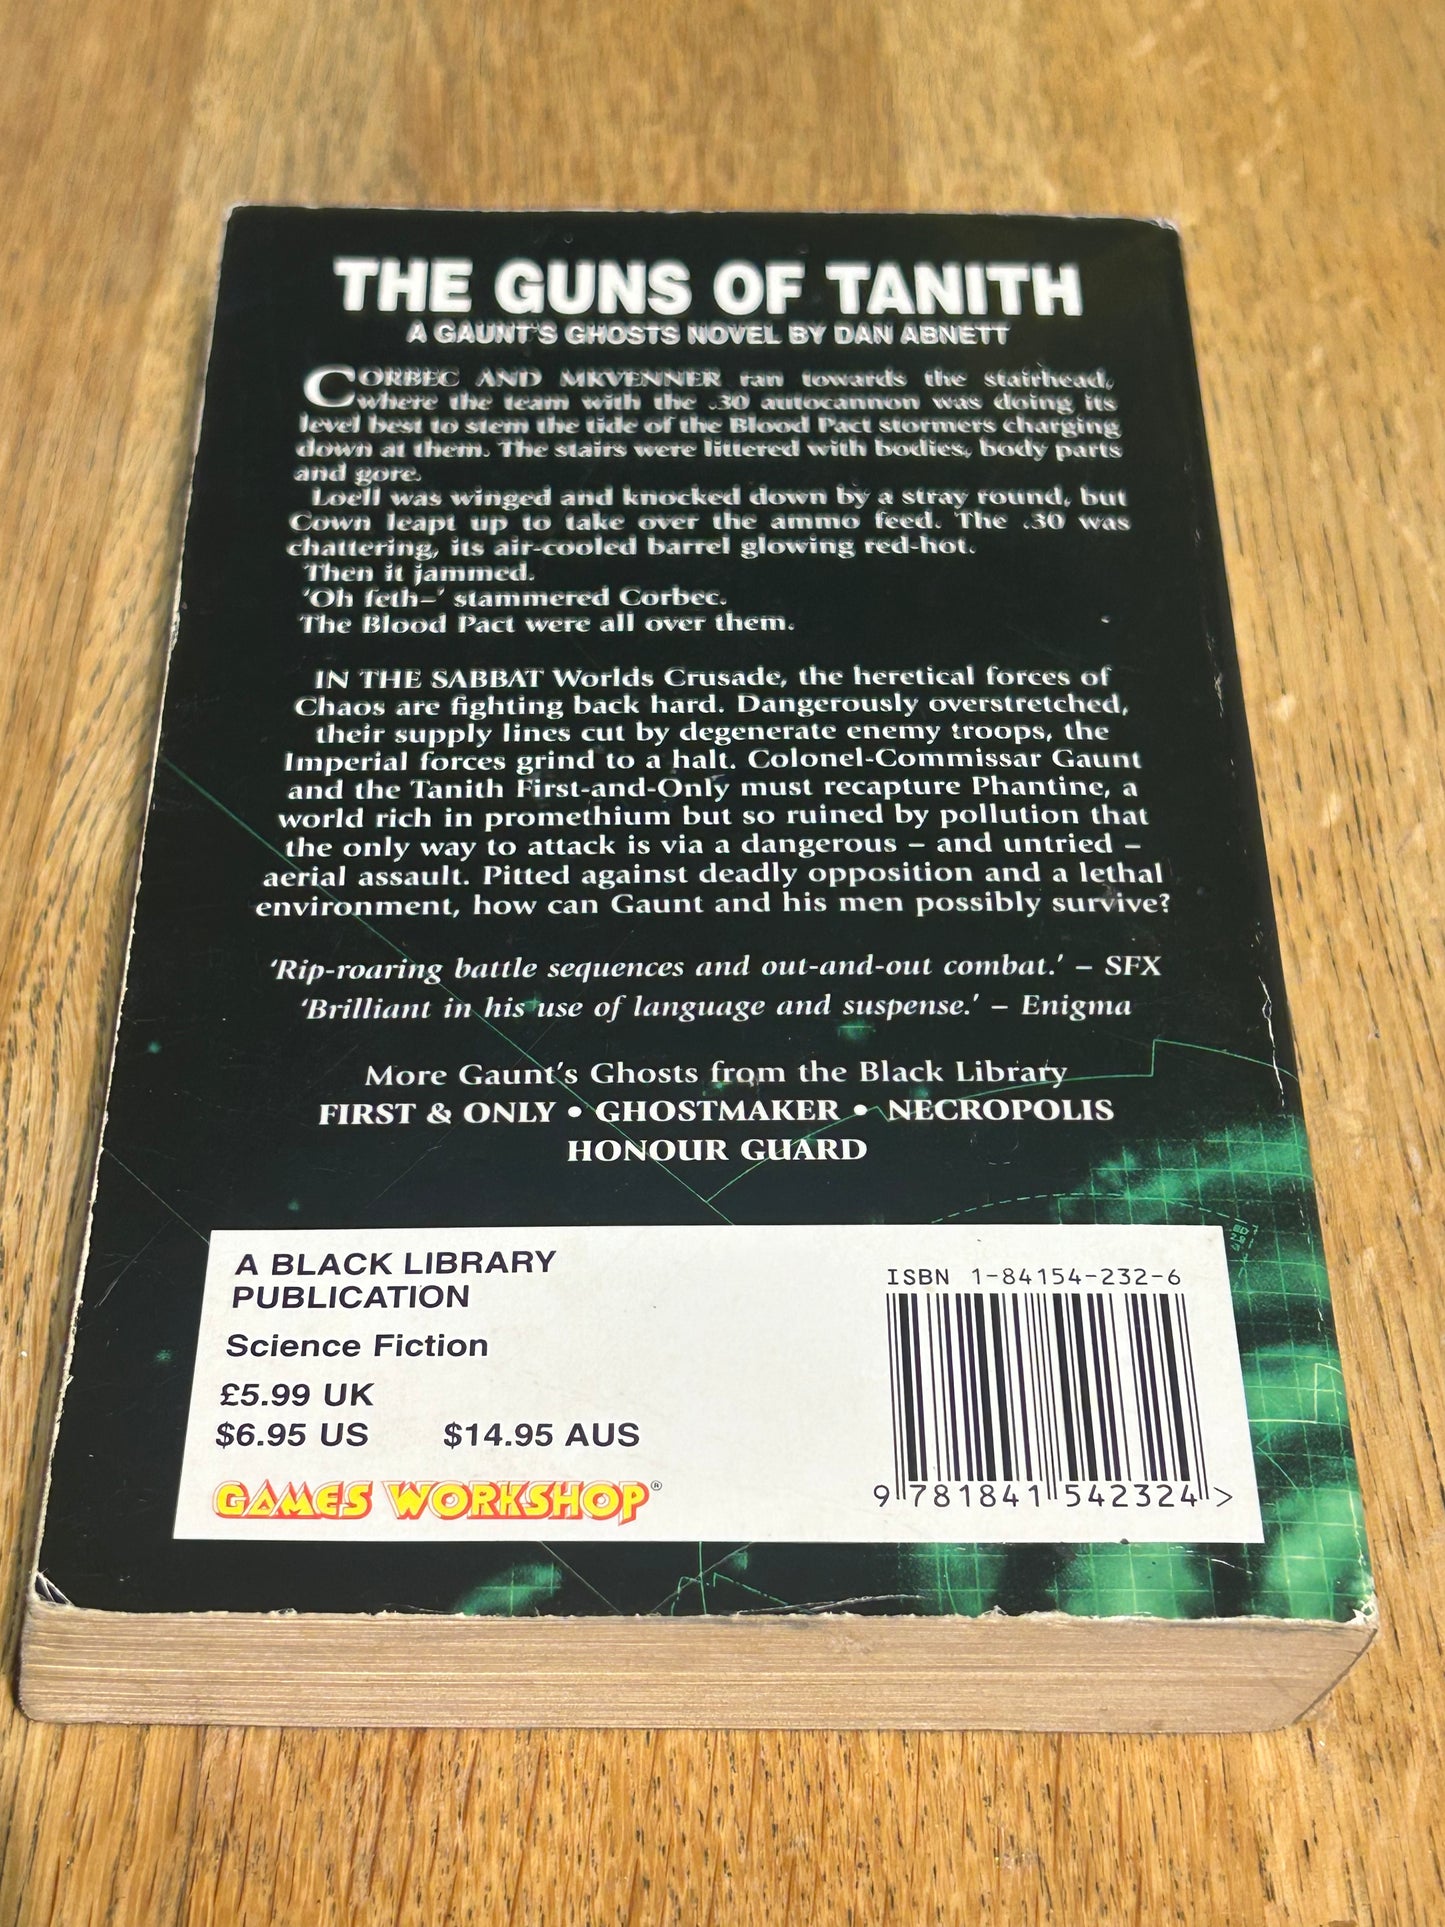 THE GUNS OF TANITH
A GAUNT'S GHOSTS NOVEL BY DAN ABNETT
CORBEC AND MKVENNER ran towards the stairhead,
where the team with the .30 autocannon was doing its
level best to stem the tide of the Blood Pact stormers charging
down at them. The stairs were littered with bodies, body parts
and gore.
Loell was winged and knocked down by a stray round, but
Cown leapt up to take over the ammo feed. The .30 was
chattering, its air-cooled barrel glowing red-hot.
Then it jammed.
'Oh feth–' stammered Corbec.
The Blood Pact were all over them.
IN THE SABBAT Worlds Crusade, the heretical forces of
Chaos are fighting back hard. Dangerously overstretched,
their supply lines cut by degenerate enemy troops, the
Imperial forces grind to a halt. Colonel-Commissar Gaunt
and the Tanith First-and-Only must recapture Phantine, a
world rich in promethium but so ruined by pollution that
the only way to attack is via a dangerous – and untried –
aerial assault. Pitted against deadly opposition and a lethal
environment, how can Gaunt and his men possibly survive?
'Rip-roaring battle sequences and out-and-out combat.' – SFX
'Brilliant in his use of language and suspense.' – Enigma
More Gaunt's Ghosts from the Black Library
FIRST & ONLY • GHOSTMAKER • NECROPOLIS
HONOUR GUARD
A BLACK LIBRARY
PUBLICATION
Science Fiction
£5.99 UK
$6.95 US $14.95 AUS
GAMES WORKSHOP®
ISBN 1-84154-232-6
9 781841 542324 >